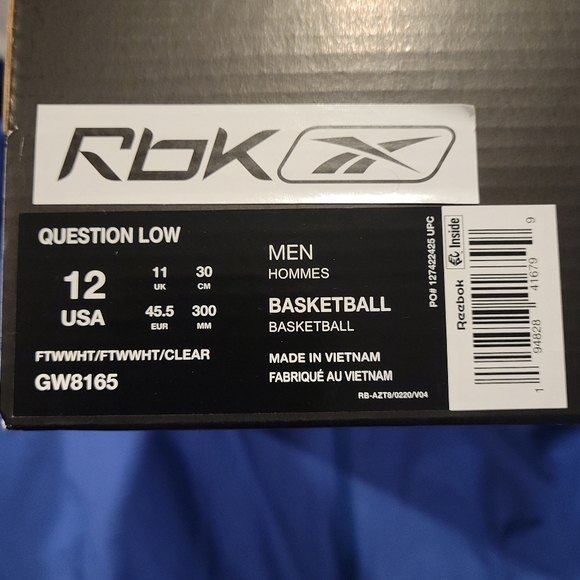 Rbk
QUESTION LOW
12
USA
11
UK
30
CM
45.5
EUR
300
MM
FTWWHT/FTWWHT/CLEAR
GW8165
MEN
HOMMES
BASKETBALL
BASKETBALL
MADE IN VIETNAM
FABRIQUÉ AU VIETNAM
RB-AZT8/0220/V04
PO# 127422425 UPC
Reebok
Inside
1 94828 41679 9